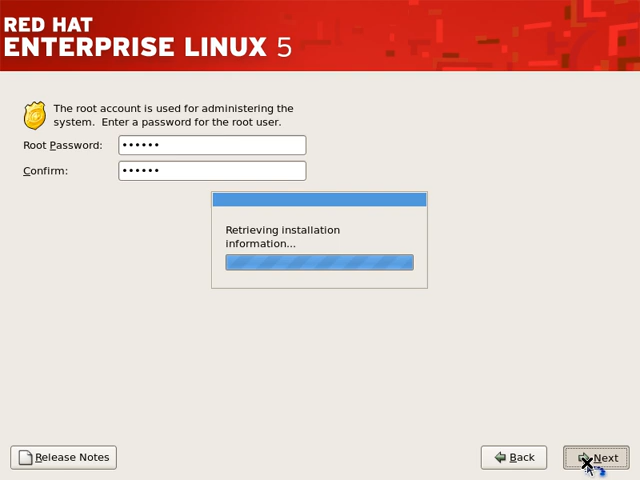 RED HAT
ENTERPRISE LINUX 5
The root account is used for administering the
system. Enter a password for the root user.
Root Password: ••••••
Confirm: ••••••
Retrieving installation
information...
Release Notes
Back
Next